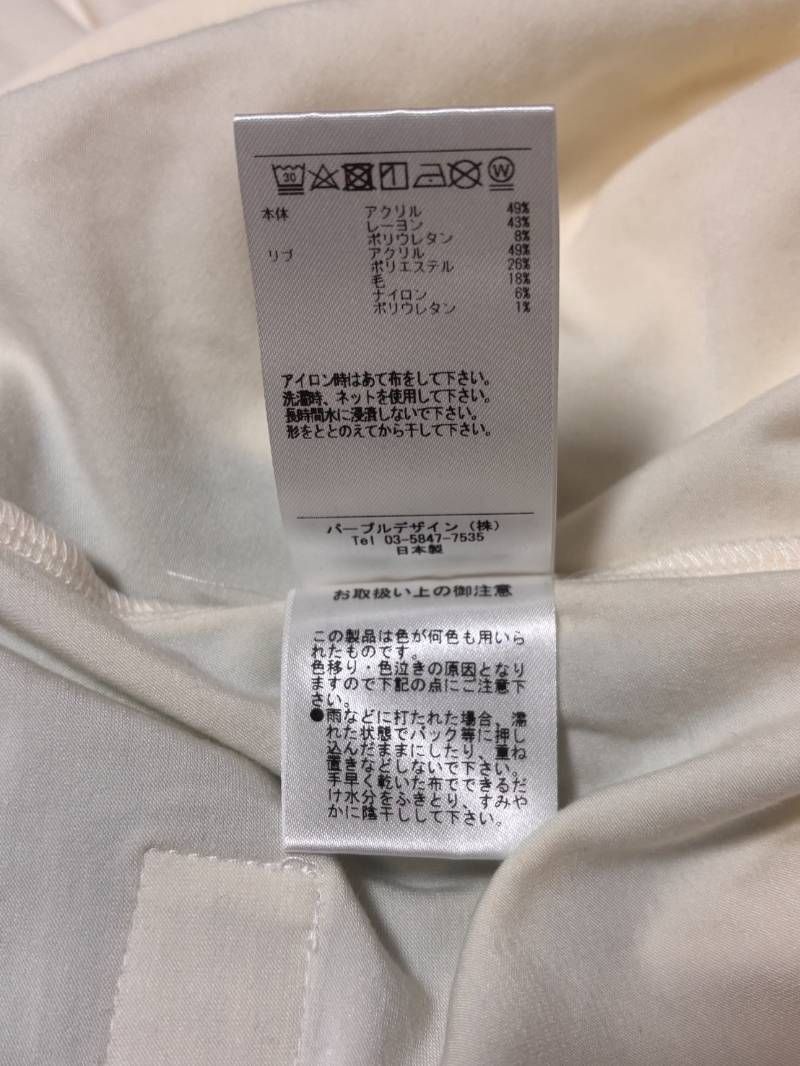 30 W
本体 アクリル 49%
レーヨン 43%
ポリウレタン 8%
リブ アクリル 49%
ポリエステル 26%
毛 18%
ナイロン 6%
ポリウレタン 1%
アイロン時はあて布をして下さい。
洗濯時、ネットを使用して下さい。
長時間水に浸漬しないで下さい。
形をととのえてから干して下さい。
パープルデザイン(株)
Tel 03-5847-7535
日本製
お取扱い上の御注意
この製品は色が何色も用いら
れたものです。
色移り・色泣きの原因となり
ますので下記の点にご注意下
さい。
●雨などに打たれた場合、濡
れた状態でバック等に押し
込んだままにしたり、重ね
置きなどしないで下さい。
手早く乾いた布でできるだ
け水分をふきとり、すみや
かに陰干しして下さい。